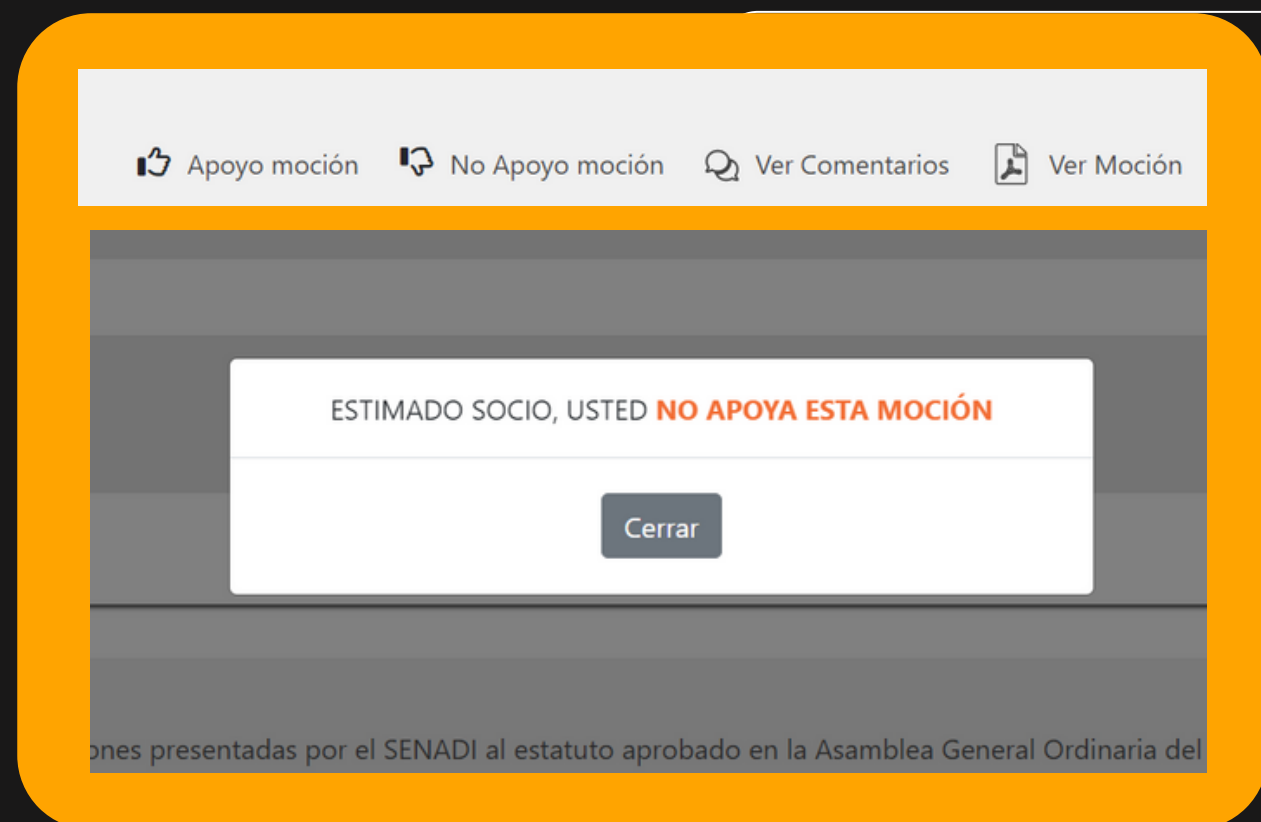 Apoyo moción No Apoyo moción Ver Comentarios Ver Moción
ESTIMADO SOCIO, USTED NO APOYA ESTA MOCIÓN
Cerrar
presentadas por el SENADI al estatuto aprobado en la Asamblea General Ordinaria del